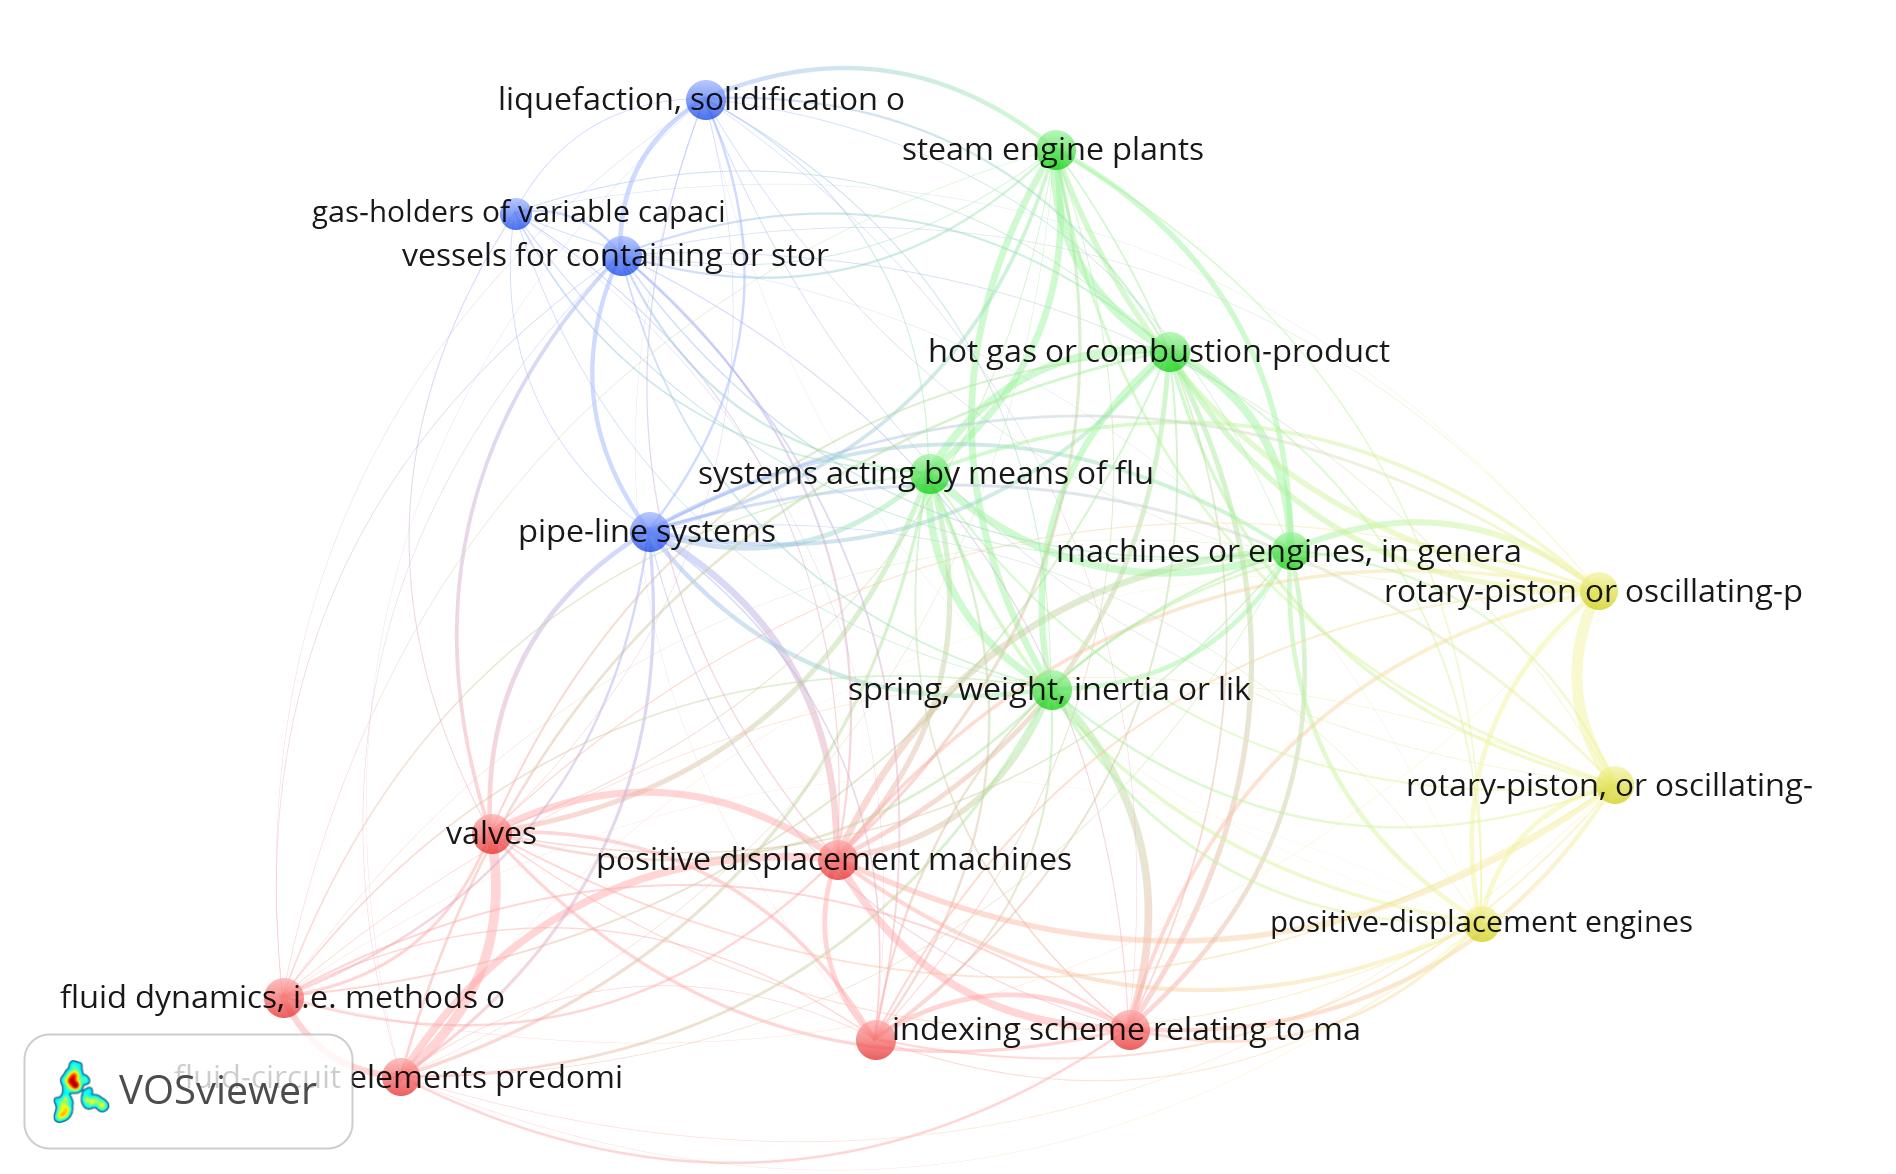 liquefaction, solidification o
steam engine plants
gas-holders of variable capaci
vessels for containing or stor
hot gas or combustion-product
systems acting by means of flu
pipe-line systems
machines or engines, in genera
rotary-piston or oscillating-p
spring, weight, inertia or lik
rotary-piston, or oscillating-
valves
positive displacement machines
positive-displacement engines
fluid dynamics, i.e. methods o
indexing scheme relating to ma
fluid-circuit elements predomi
VOSviewer